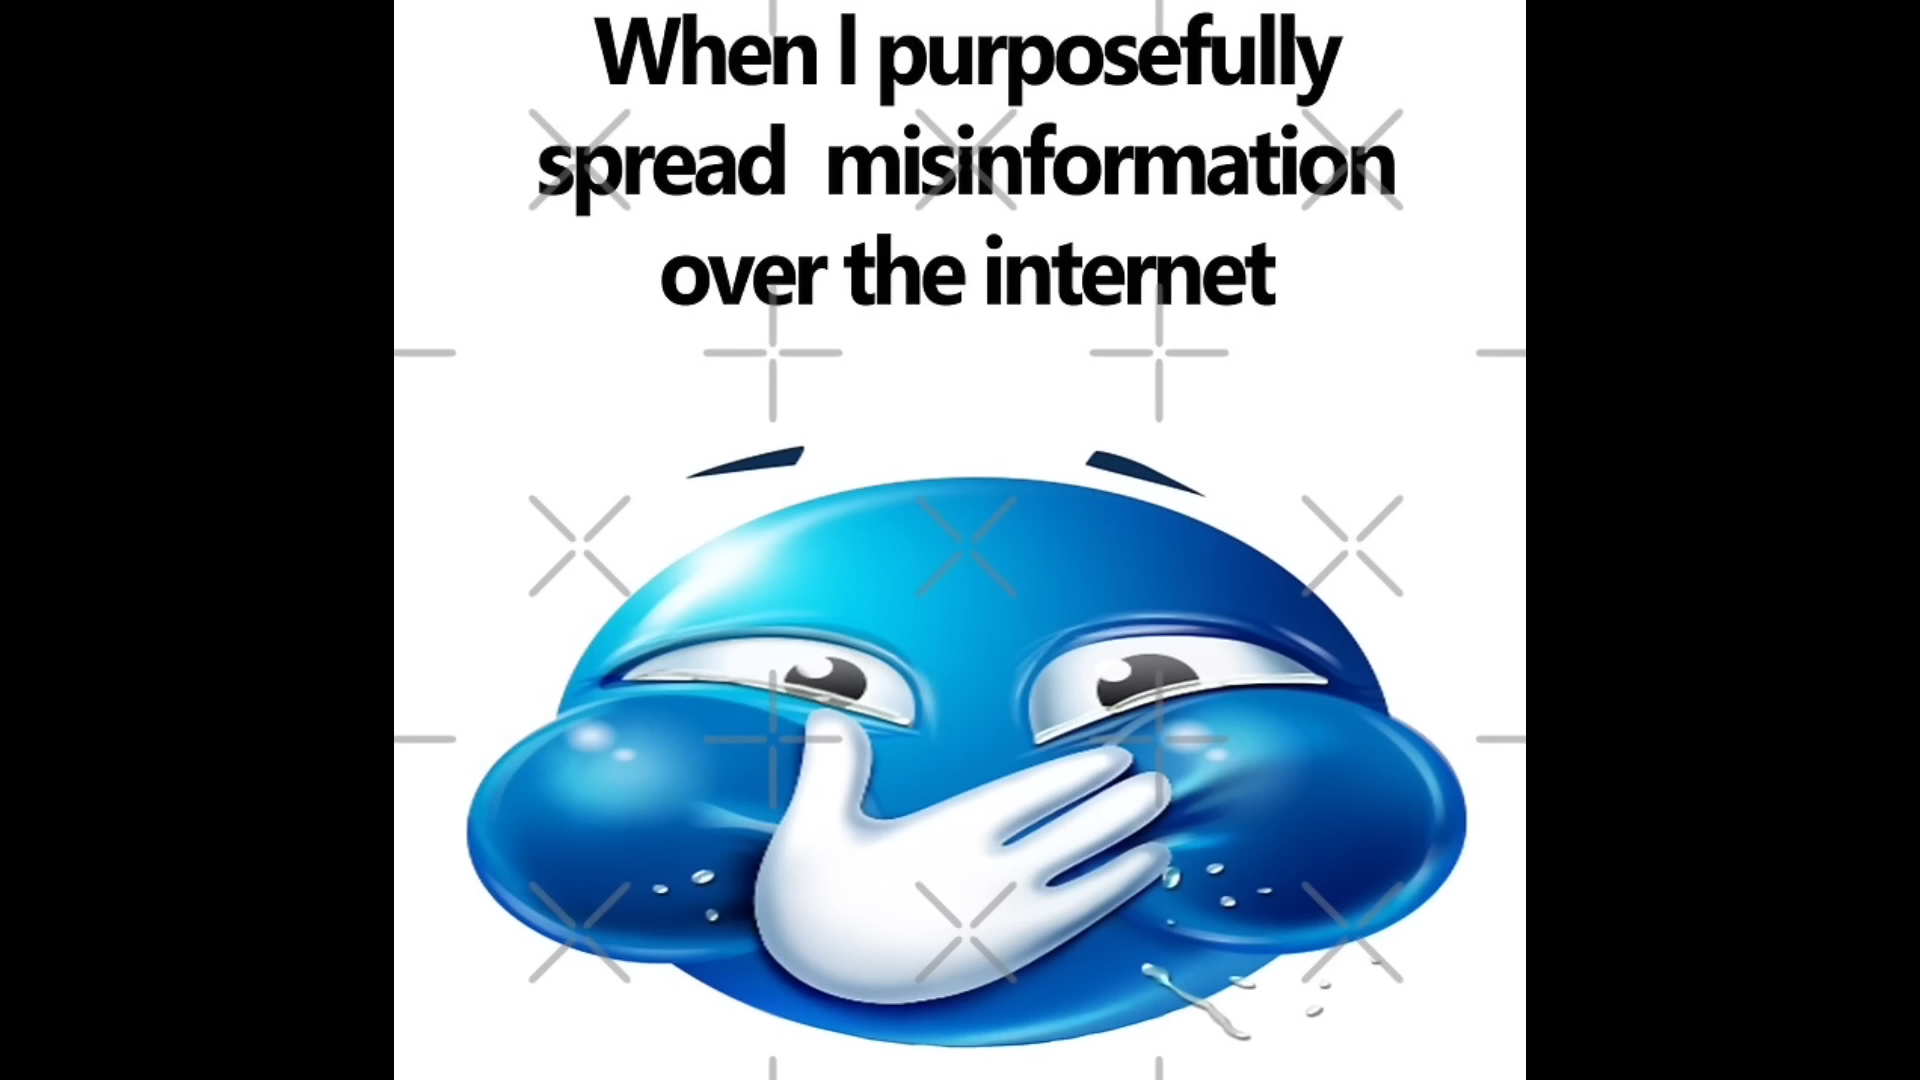 When I purposefully
spread  misinformation
over the internet